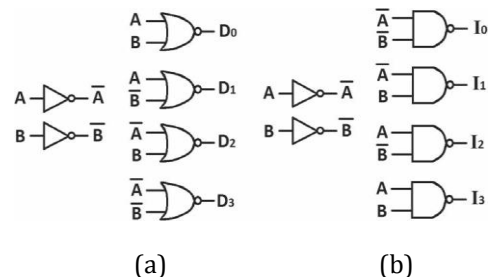 A
B D₀
A
B̅ D₁
A A̅
B B̅
A̅
B D₂
A̅
B̅ D₃
(a)
A̅
B̅ I₀
A̅
B I₁
A A̅
B B̅
A
B̅ I₂
A
B I₃
(b)